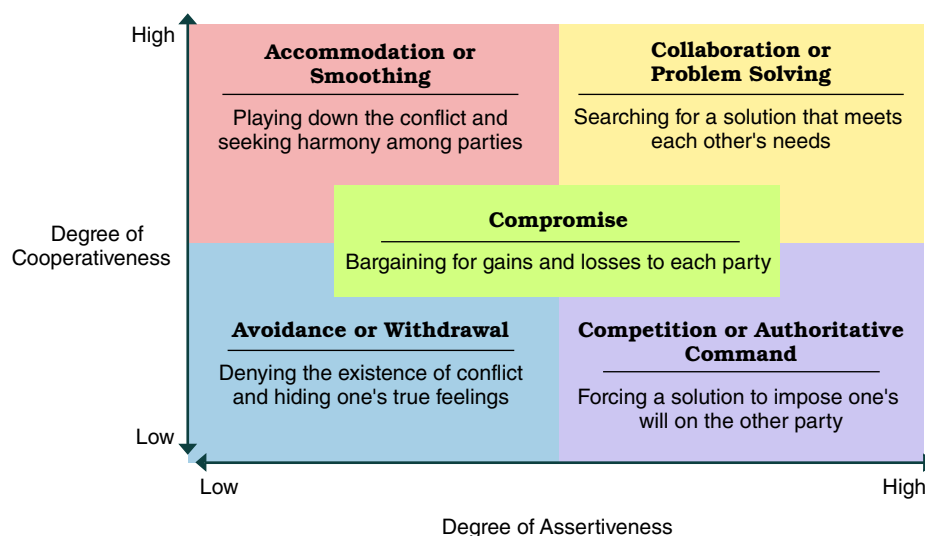 High
Accommodation or
Smoothing
Playing down the conflict and
seeking harmony among parties
Collaboration or
Problem Solving
Searching for a solution that meets
each other's needs
Degree of
Cooperativeness
Compromise
Bargaining for gains and losses to each party
Avoidance or Withdrawal
Denying the existence of conflict
and hiding one's true feelings
Competition or Authoritative
Command
Forcing a solution to impose one's
will on the other party
Low
Low
High
Degree of Assertiveness